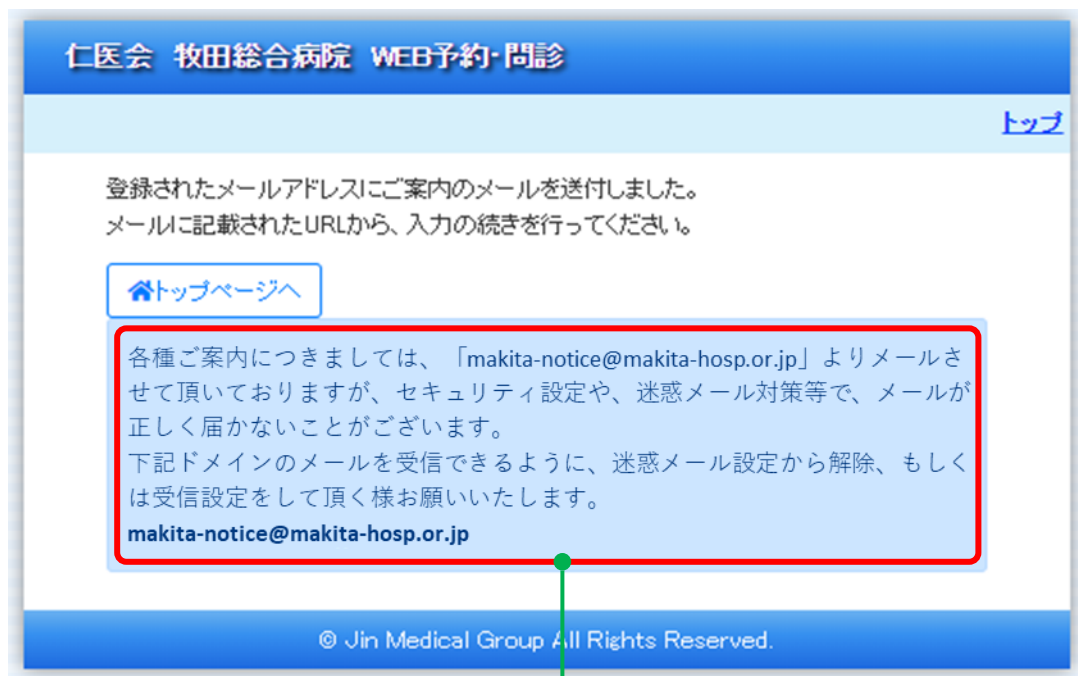 仁医会 牧田総合病院 WEB予約・問診
トップ
登録されたメールアドレスにご案内のメールを送付しました。
メールに記載されたURLから、入力の続きを行ってください。
トップページへ
各種ご案内につきましては、「makita-notice@makita-hosp.or.jp」よりメールさ
せて頂いておりますが、セキュリティ設定や、迷惑メール対策等で、メールが
正しく届かないことがございます。
下記ドメインのメールを受信できるように、迷惑メール設定から解除、もしく
は受信設定をして頂く様お願いいたします。
makita-notice@makita-hosp.or.jp
© Jin Medical Group All Rights Reserved.